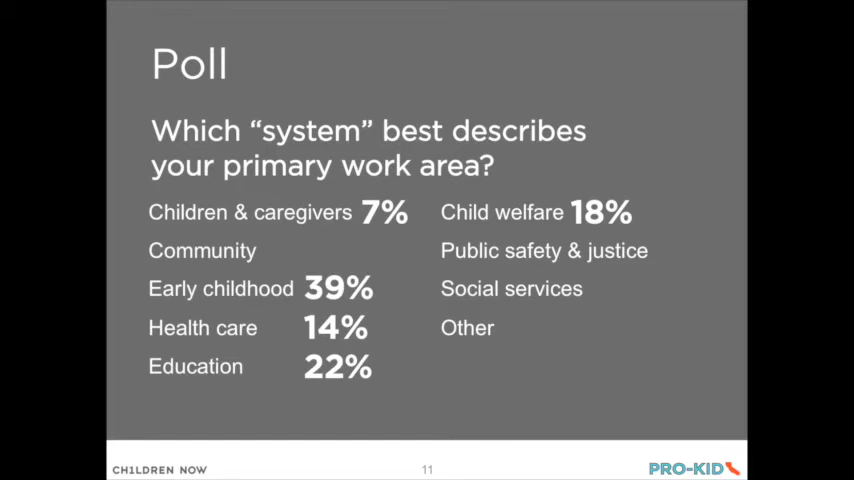 Poll
Which “system” best describes
your primary work area?
Children & caregivers 7%
Community
Early childhood 39%
Health care 14%
Education 22%
Child welfare 18%
Public safety & justice
Social services
Other
CH1LDREN NOW
11
PRO-KID